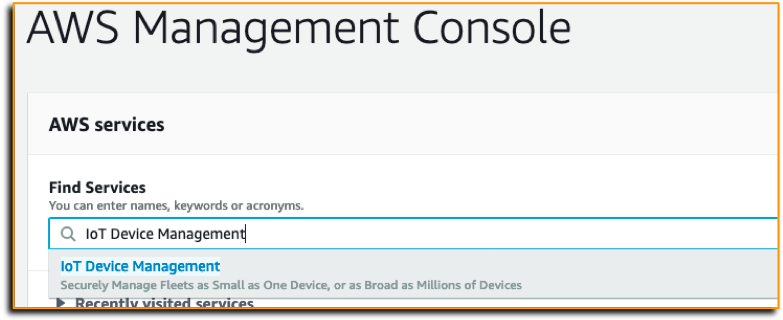 AWS Management Console
AWS services
Find Services
You can enter names, keywords or acronyms.
IoT Device Management
IoT Device Management
Securely Manage Fleets as Small as One Device, or as Broad as Millions of Devices
Recently visited services